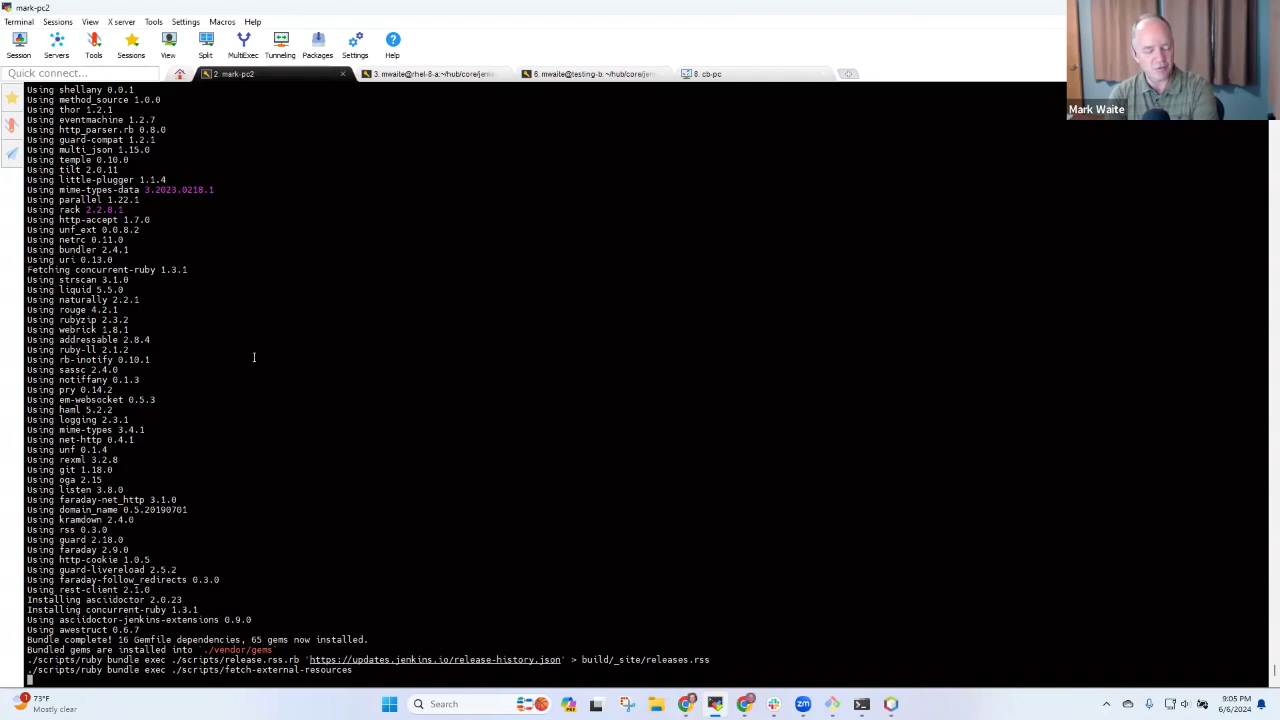 mark-pc2
Terminal Sessions View X server Tools Settings Macros Help
Session Servers Tools Sessions View Split MultiExec Tunneling Packages Settings Help
Quick connect...
2. mark-pc2
3. mwaite@rhel-8-a:~/hub/core/jenk
6. mwaite@testing-b: ~/hub/core/jenk
8. cb-pc
Mark Waite
Using shellany 0.0.1
Using method_source 1.0.0
Using thor 1.2.1
Using eventmachine 1.2.7
Using http_parser.rb 0.8.0
Using guard-compat 1.2.1
Using multi_json 1.15.0
Using temple 0.10.0
Using tilt 2.0.11
Using little-plugger 1.1.4
Using mime-types-data 3.2023.0218.1
Using parallel 1.22.1
Using rack 2.2.8.1
Using http-accept 1.7.0
Using unf_ext 0.0.8.2
Using netrc 0.11.0
Using bundler 2.4.1
Using uri 0.13.0
Fetching concurrent-ruby 1.3.1
Using strscan 3.1.0
Using liquid 5.5.0
Using naturally 2.2.1
Using rouge 4.2.1
Using rubyzip 2.3.2
Using webrick 1.8.1
Using addressable 2.8.4
Using ruby-ll 2.1.2
Using rb-inotify 0.10.1
Using sassc 2.4.0
Using notiffany 0.1.3
Using pry 0.14.2
Using em-websocket 0.5.3
Using haml 5.2.2
Using logging 2.3.1
Using mime-types 3.4.1
Using net-http 0.4.1
Using unf 0.1.4
Using rexml 3.2.8
Using git 1.18.0
Using oga 2.15
Using listen 3.8.0
Using faraday-net_http 3.1.0
Using domain_name 0.5.20190701
Using kramdown 2.4.0
Using rss 0.3.0
Using guard 2.18.0
Using faraday 2.9.0
Using http-cookie 1.0.5
Using guard-livereload 2.5.2
Using faraday-follow_redirects 0.3.0
Using rest-client 2.1.0
Installing asciidoctor 2.0.23
Installing concurrent-ruby 1.3.1
Using asciidoctor-jenkins-extensions 0.9.0
Using awestruct 0.6.7
Bundle complete! 16 Gemfile dependencies, 65 gems now installed.
Bundled gems are installed into `./vendor/gems`
./scripts/ruby bundle exec ./scripts/release.rss.rb 'https://updates.jenkins.io/release-history.json' > build/_site/releases.rss
./scripts/ruby bundle exec ./scripts/fetch-external-resources
1
73°F
Mostly clear
Search
zm
9:05 PM
6/6/2024